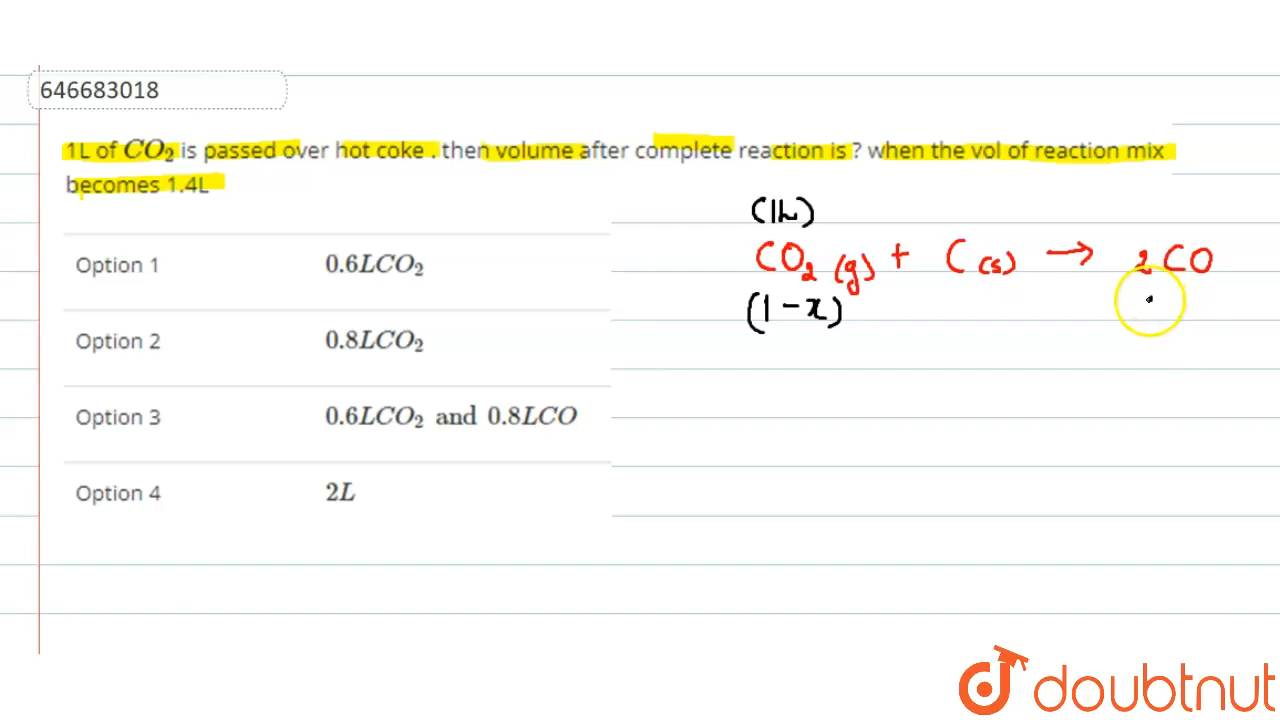 646683018
1L of CO₂ is passed over hot coke . then volume after complete reaction is ? when the vol of reaction mix
becomes 1.4L
(1L)
CO₂ (g) + C (s) → 2CO
(1-x)
Option 1 0.6LCO₂
Option 2 0.8LCO₂
Option 3 0.6LCO₂ and 0.8LCO
Option 4 2L
doubtnut